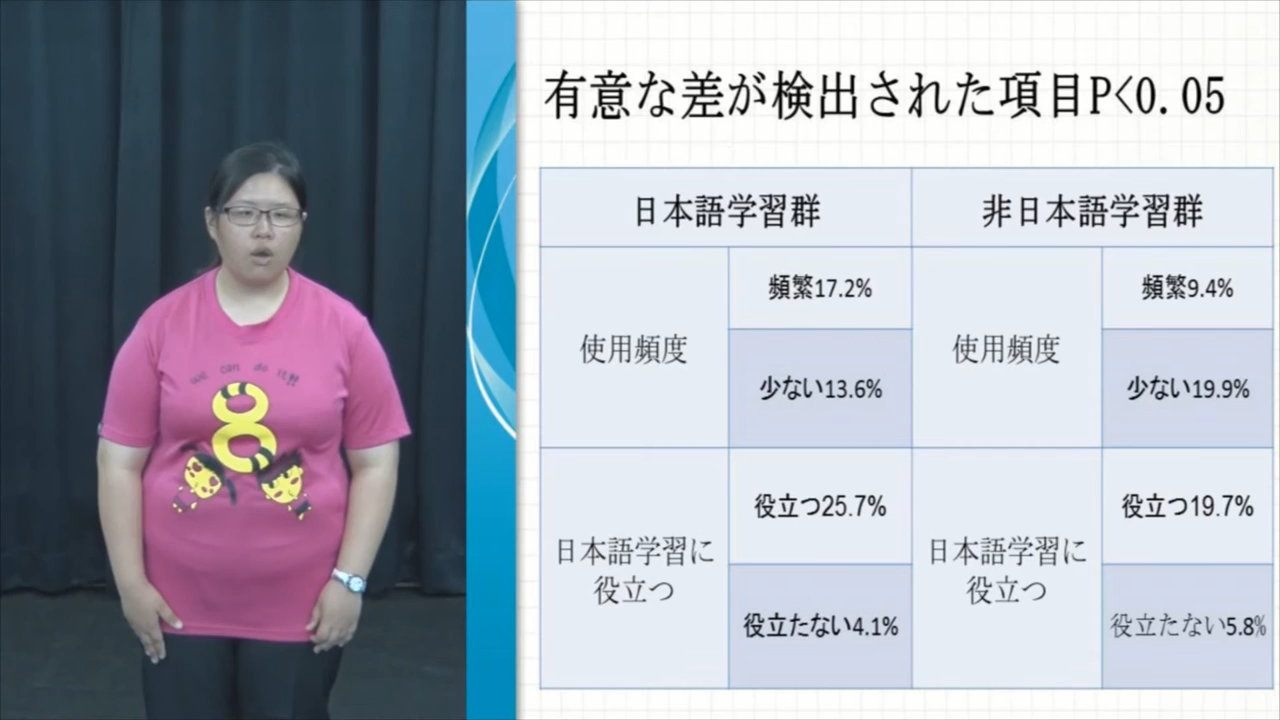 有意な差が検出された項目P<0.05
日本語学習群
非日本語学習群
使用頻度
頻繁17.2%
使用頻度
頻繁9.4%
少ない13.6%
少ない19.9%
日本語学習に
役立つ
役立つ25.7%
日本語学習に
役立つ
役立つ19.7%
役立たない4.1%
役立たない5.8%
we can do it!!
8